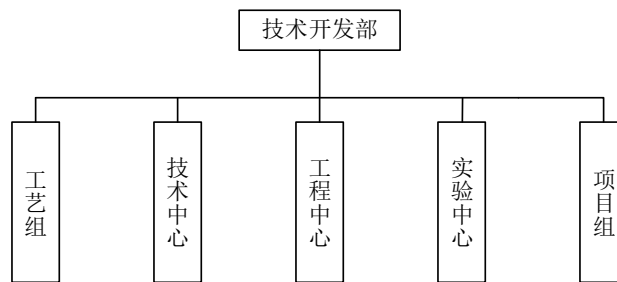 技术开发部
工艺组
技术中心
工程中心
实验中心
项目组